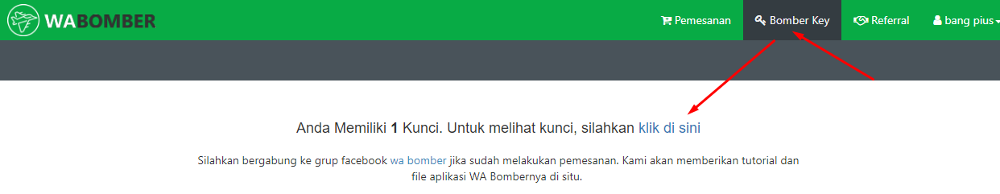 WABOMBER
Pemesanan
Bomber Key
Referral
bang pius
Anda Memiliki 1 Kunci. Untuk melihat kunci, silahkan klik di sini
Silahkan bergabung ke grup facebook wa bomber jika sudah melakukan pemesanan. Kami akan memberikan tutorial dan
file aplikasi WA Bombernya di situ.